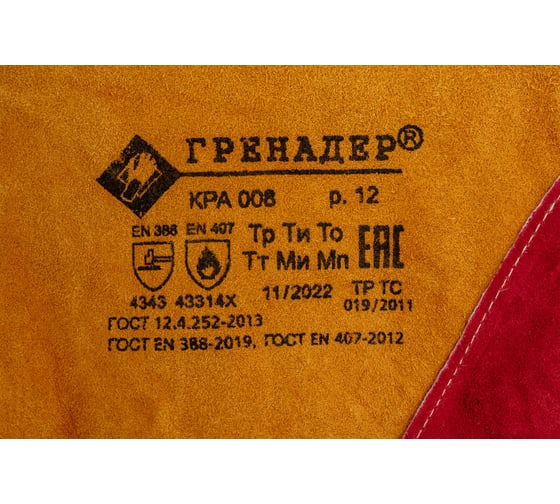 ГРЕНАДЕР®
КРА 008 р. 12
EN 388 EN 407 Тр Ти То ЕАС
Тт Ми Мп
4343 43314X 11/2022 ТР ТС
019/2011
ГОСТ 12.4.252-2013
ГОСТ EN 388-2019, ГОСТ EN 407-2012